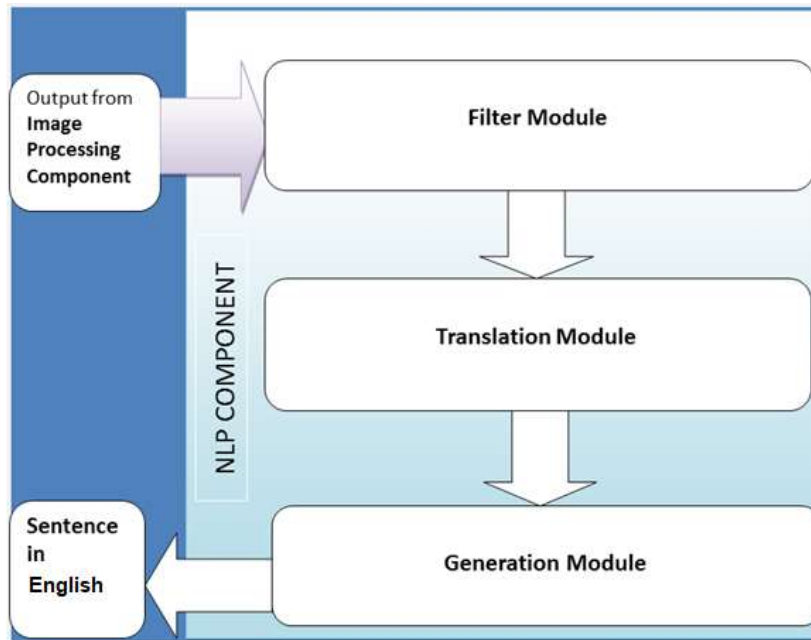 Output from
Image
Processing
Component
Filter Module
NLP COMPONENT
Translation Module
Generation Module
Sentence
in
English